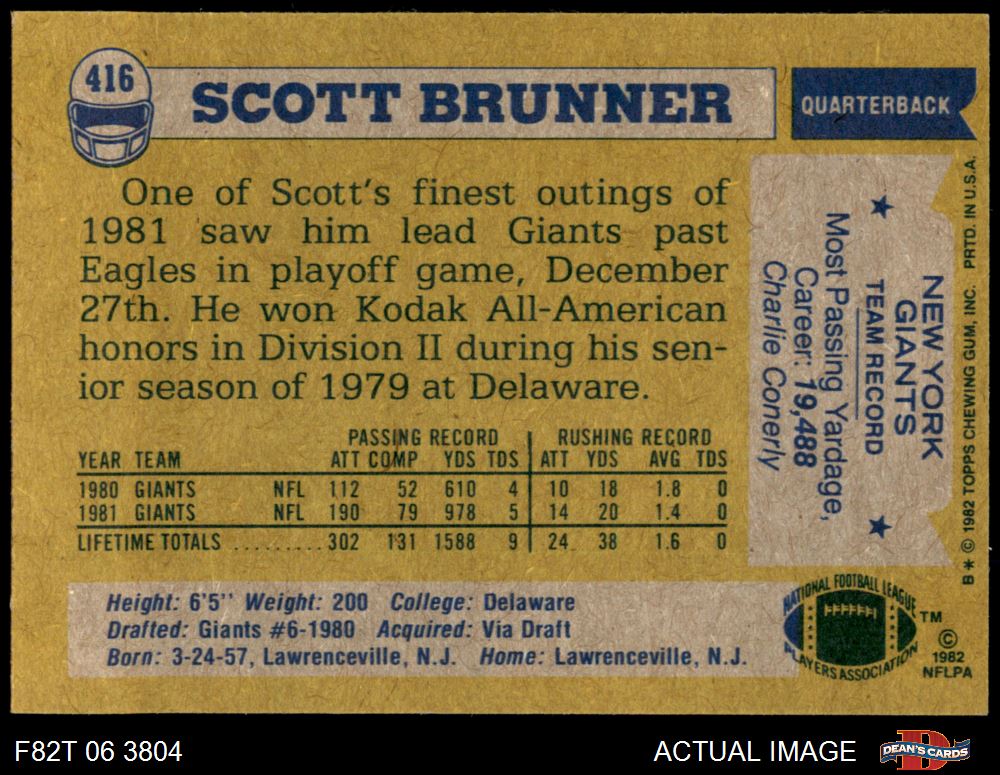 416
SCOTT BRUNNER
QUARTERBACK
One of Scott's finest outings of
1981 saw him lead Giants past
Eagles in playoff game, December
27th. He won Kodak All-American
honors in Division II during his sen-
ior season of 1979 at Delaware.
PASSING RECORD RUSHING RECORD
YEAR TEAM ATT COMP YDS TDS ATT YDS AVG TDS
1980 GIANTS NFL 112 52 610 4 10 18 1.8 0
1981 GIANTS NFL 190 79 978 5 14 20 1.4 0
LIFETIME TOTALS ......... 302 131 1588 9 24 38 1.6 0
Height: 6'5'' Weight: 200 College: Delaware
Drafted: Giants #6-1980 Acquired: Via Draft
Born: 3-24-57, Lawrenceville, N.J. Home: Lawrenceville, N.J.
NEW YORK
GIANTS
★ TEAM RECORD ★
Most Passing Yardage,
Career: 19,488
Charlie Conerly
B* © 1982 TOPPS CHEWING GUM, INC. PRTD. IN U.S.A.
NATIONAL FOOTBALL LEAGUE
PLAYERS ASSOCIATION
TM
©
1982
NFLPA
F82T 06 3804
ACTUAL IMAGE
D
DEAN'S CARDS